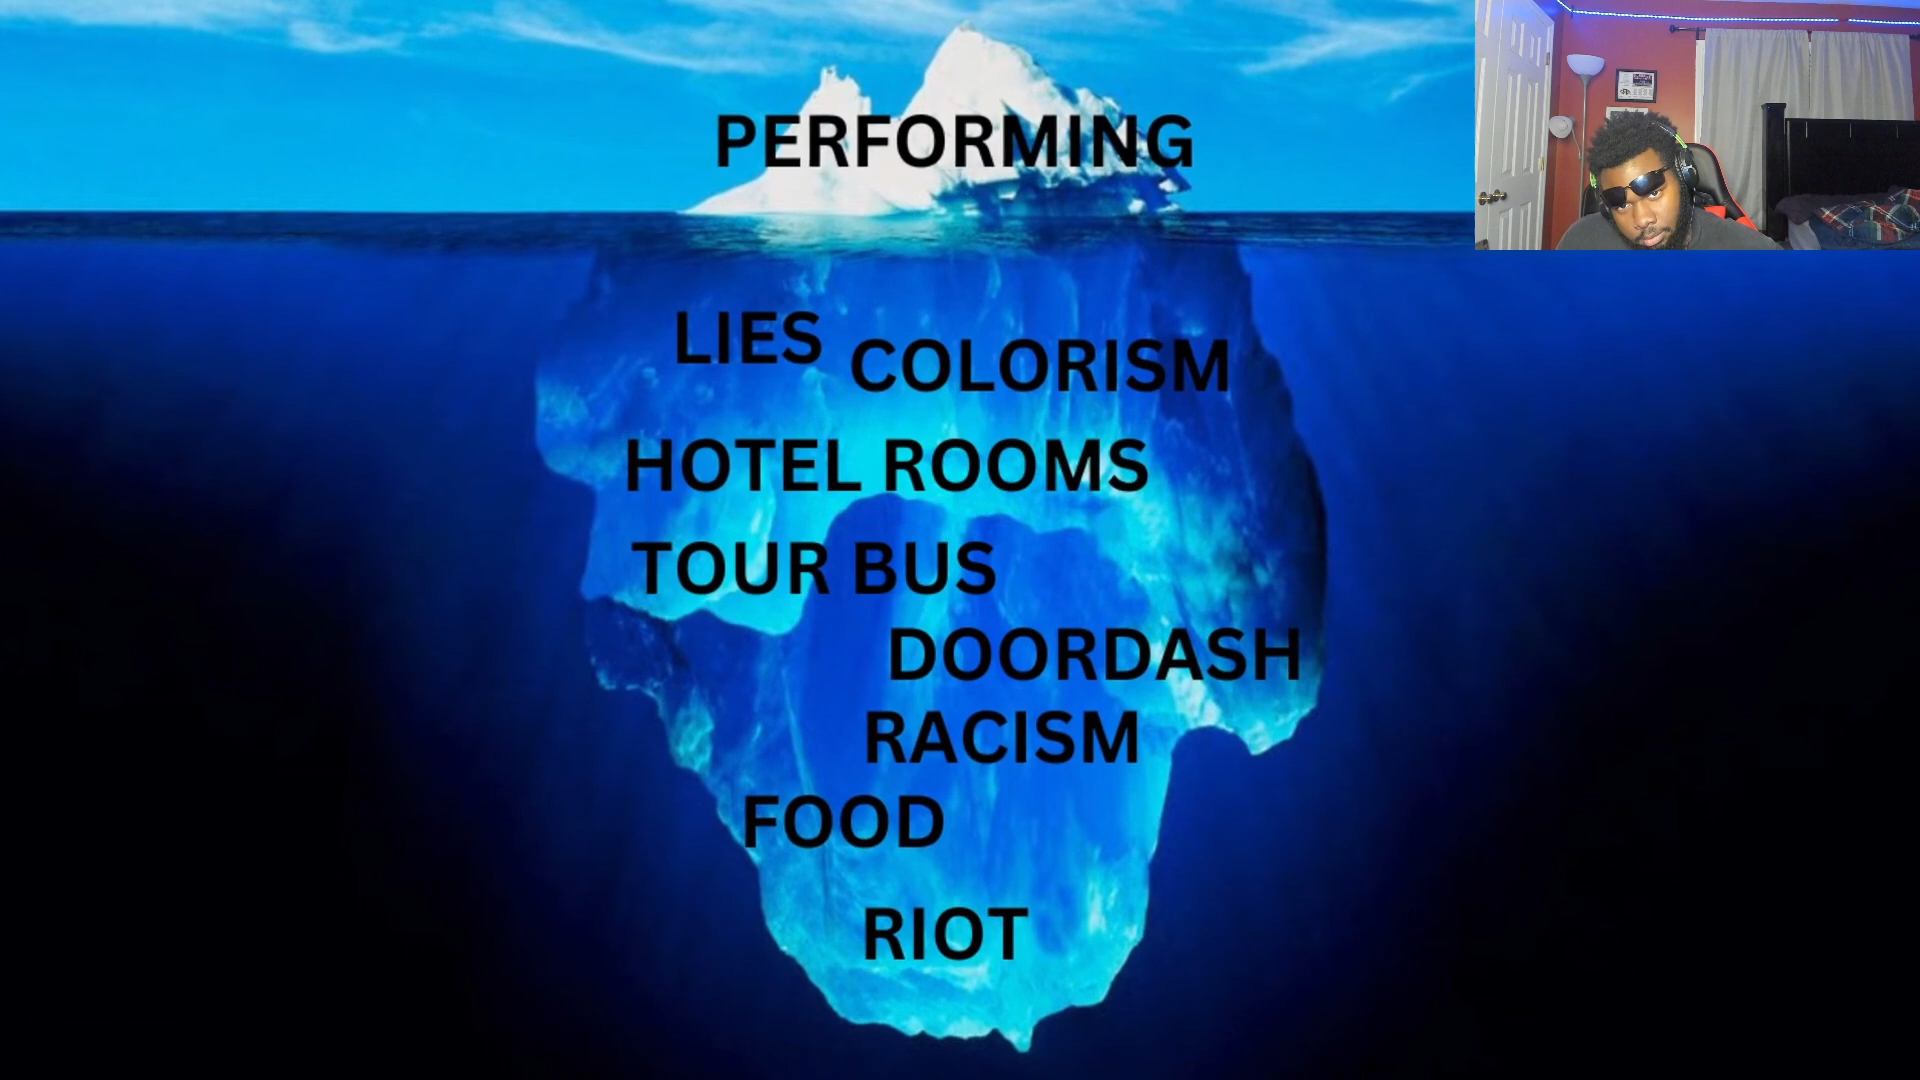 PERFORMING
LIES
COLORISM
HOTEL ROOMS
TOUR BUS
DOORDASH
RACISM
FOOD
RIOT